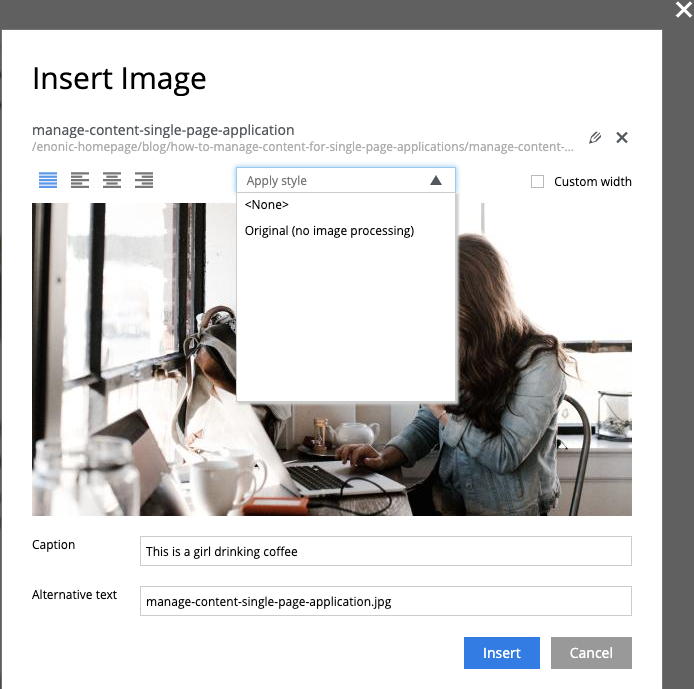 Insert Image
manage-content-single-page-application
/enonic-homepage/blog/how-to-manage-content-for-single-page-applications/manage-content-...
Apply style
Custom width
<None>
Original (no image processing)
Caption
This is a girl drinking coffee
Alternative text
manage-content-single-page-application.jpg
Insert
Cancel